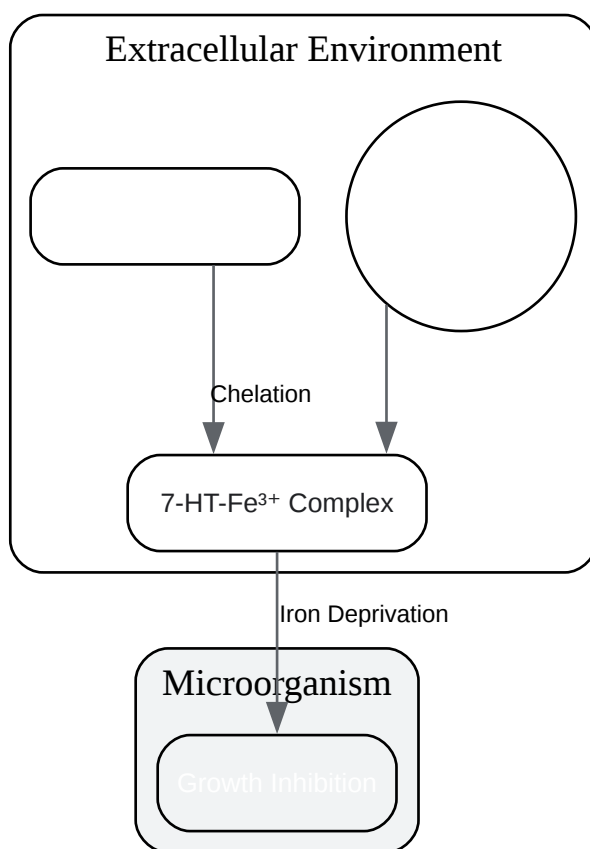 Extracellular Environment
Chelation
7-HT-Fe³⁺ Complex
Iron Deprivation
Microorganism
Growth Inhibition